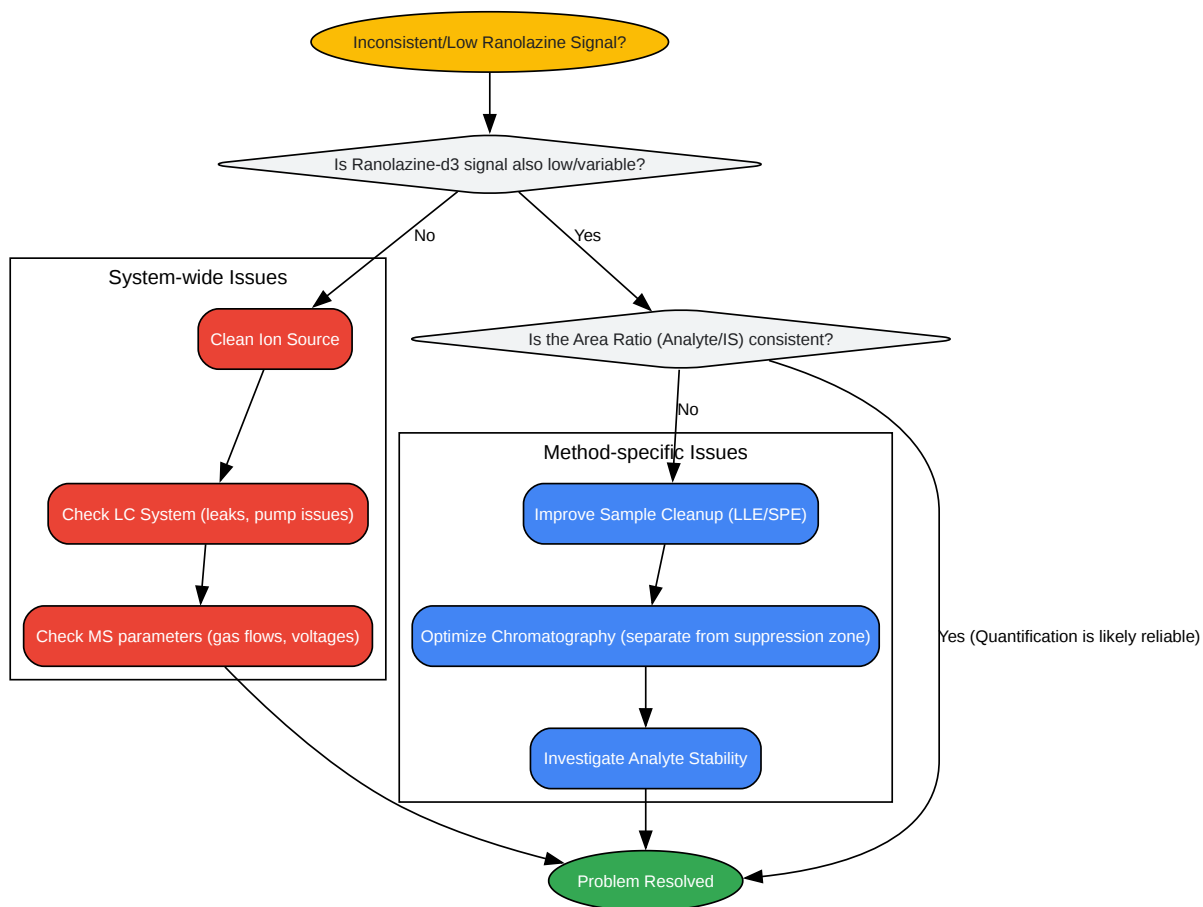 Inconsistent/Low Ranolazine Signal?
Is Ranolazine-d3 signal also low/variable?
No
Yes
System-wide Issues
Clean Ion Source
Is the Area Ratio (Analyte/IS) consistent?
No
Method-specific Issues
Check LC System (leaks, pump issues)
Improve Sample Cleanup (LLE/SPE)
Check MS parameters (gas flows, voltages)
Optimize Chromatography (separate from suppression zone)
Yes (Quantification is likely reliable)
Investigate Analyte Stability
Problem Resolved